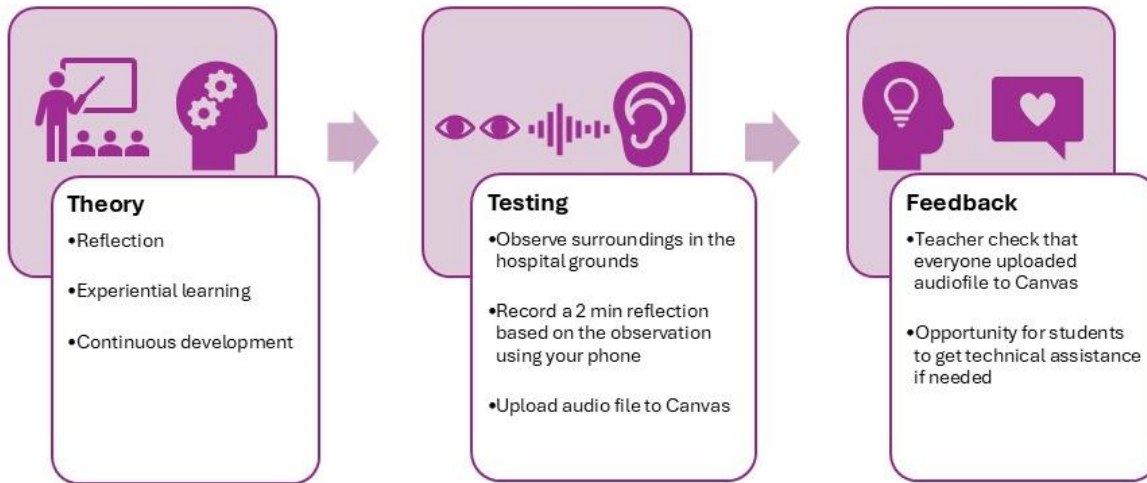 Theory
•Reflection
•Experiential learning
•Continuous development
Testing
•Observe surroundings in the
hospital grounds
•Record a 2 min reflection
based on the observation
using your phone
•Upload audio file to Canvas
Feedback
•Teacher check that
everyone uploaded
audiofile to Canvas
•Opportunity for students
to get technical assistance
if needed